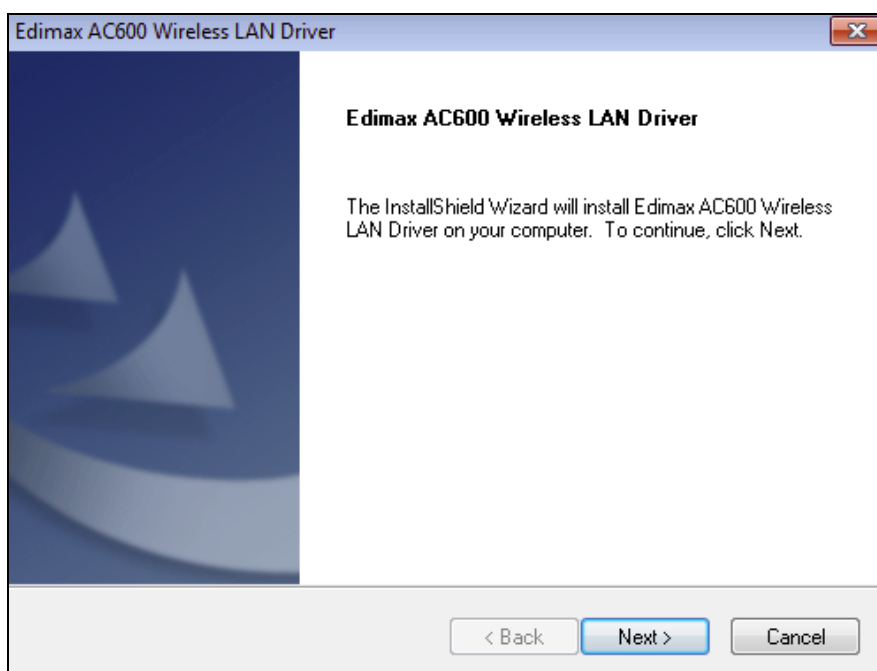 Edimax AC600 Wireless LAN Driver
Edimax AC600 Wireless LAN Driver
The InstallShield Wizard will install Edimax AC600 Wireless
LAN Driver on your computer.  To continue, click Next.
< Back
Next >
Cancel